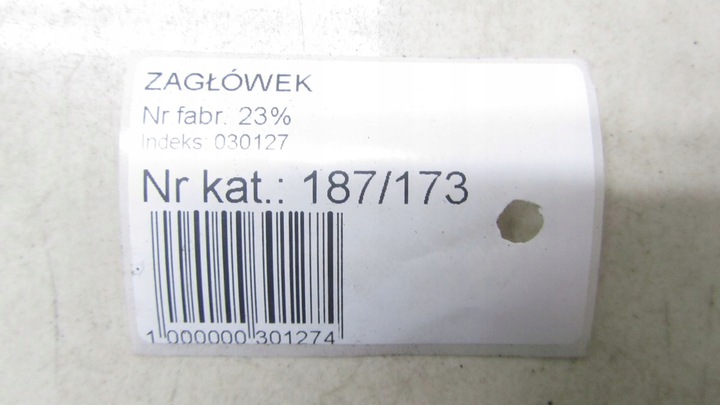 ZAGŁÓWEK
Nr fabr. 23%
Indeks: 030127
Nr kat.: 187/173
1 000000 301274